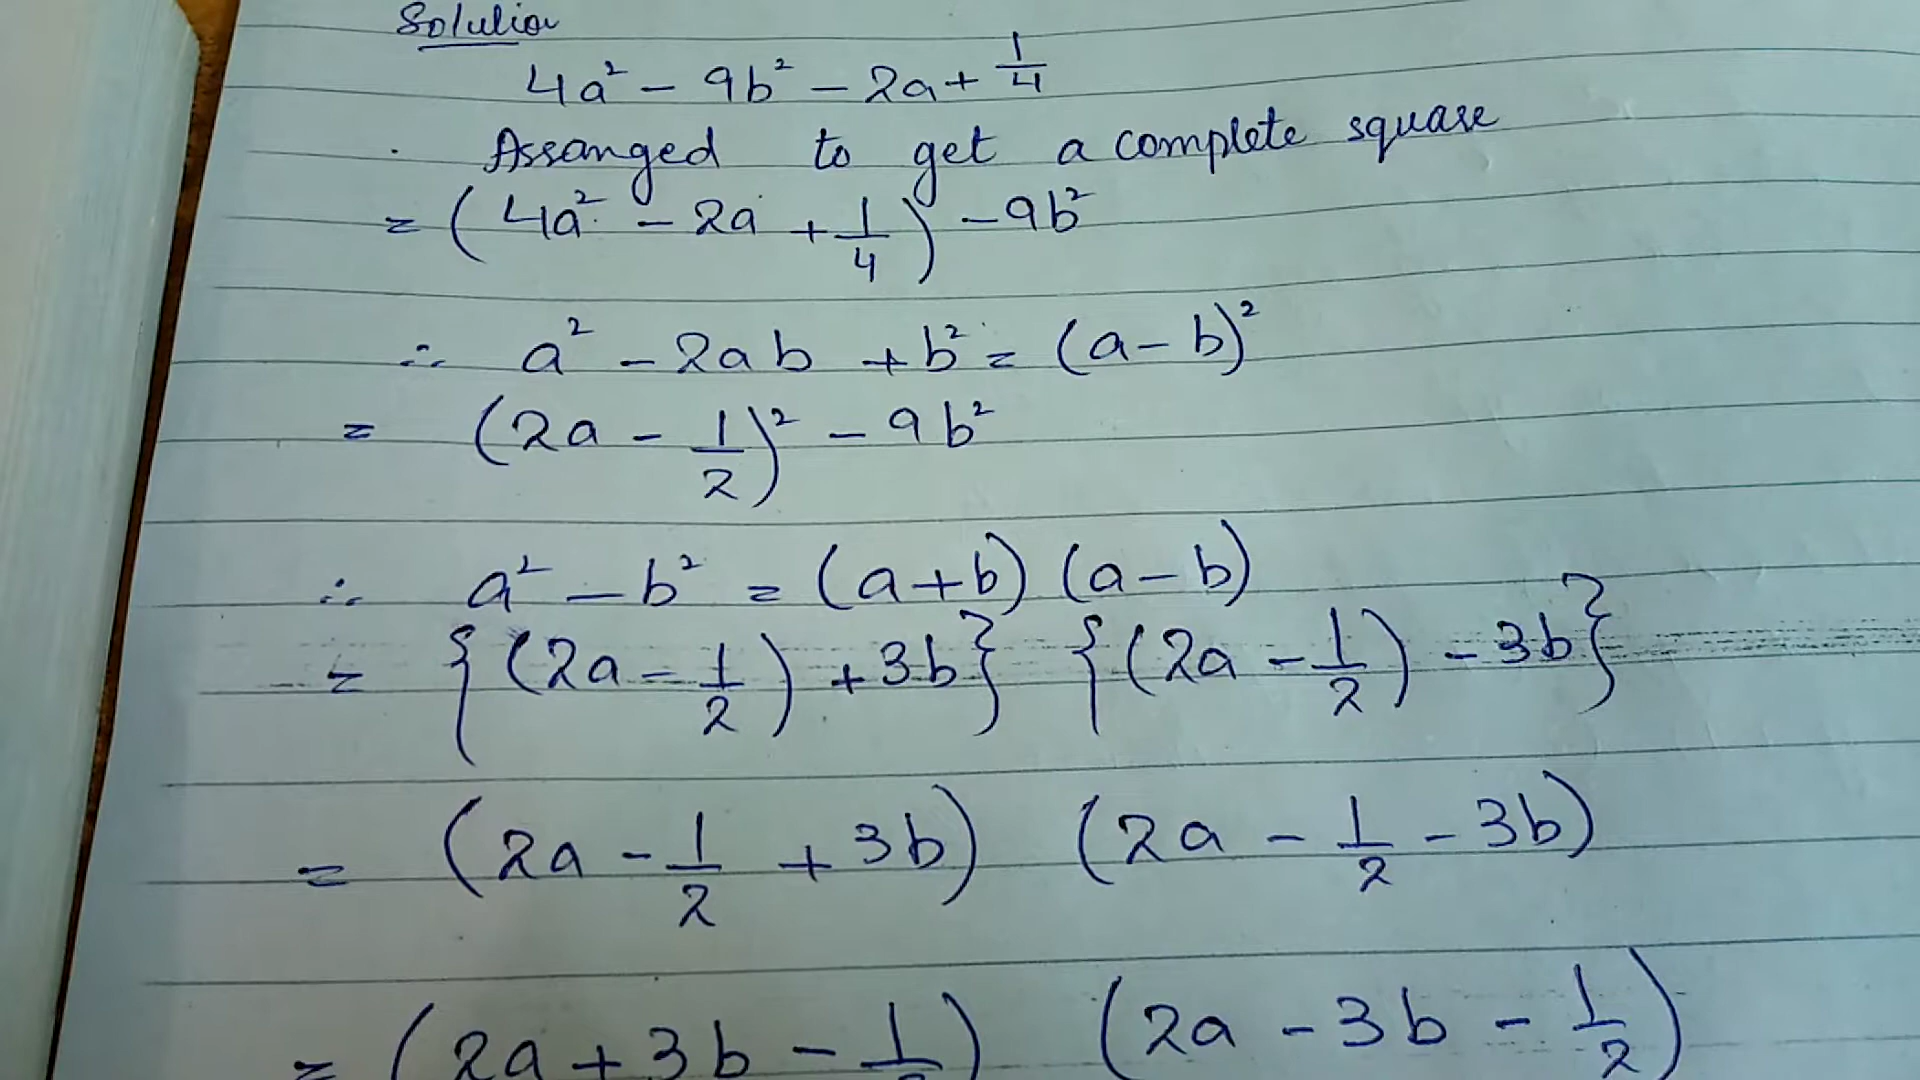 Solution
4a² - 9b² - 2a + 1/4
Assanged to get a complete square
= (4a² - 2a + 1/4) - 9b²
∴ a² - 2ab + b² = (a - b)²
= (2a - 1/2)² - 9b²
∴ a² - b² = (a+b) (a-b)
= {(2a - 1/2) + 3b} {(2a - 1/2) - 3b}
= (2a - 1/2 + 3b) (2a - 1/2 - 3b)
= (2a + 3b - 1/2) (2a - 3b - 1/2)